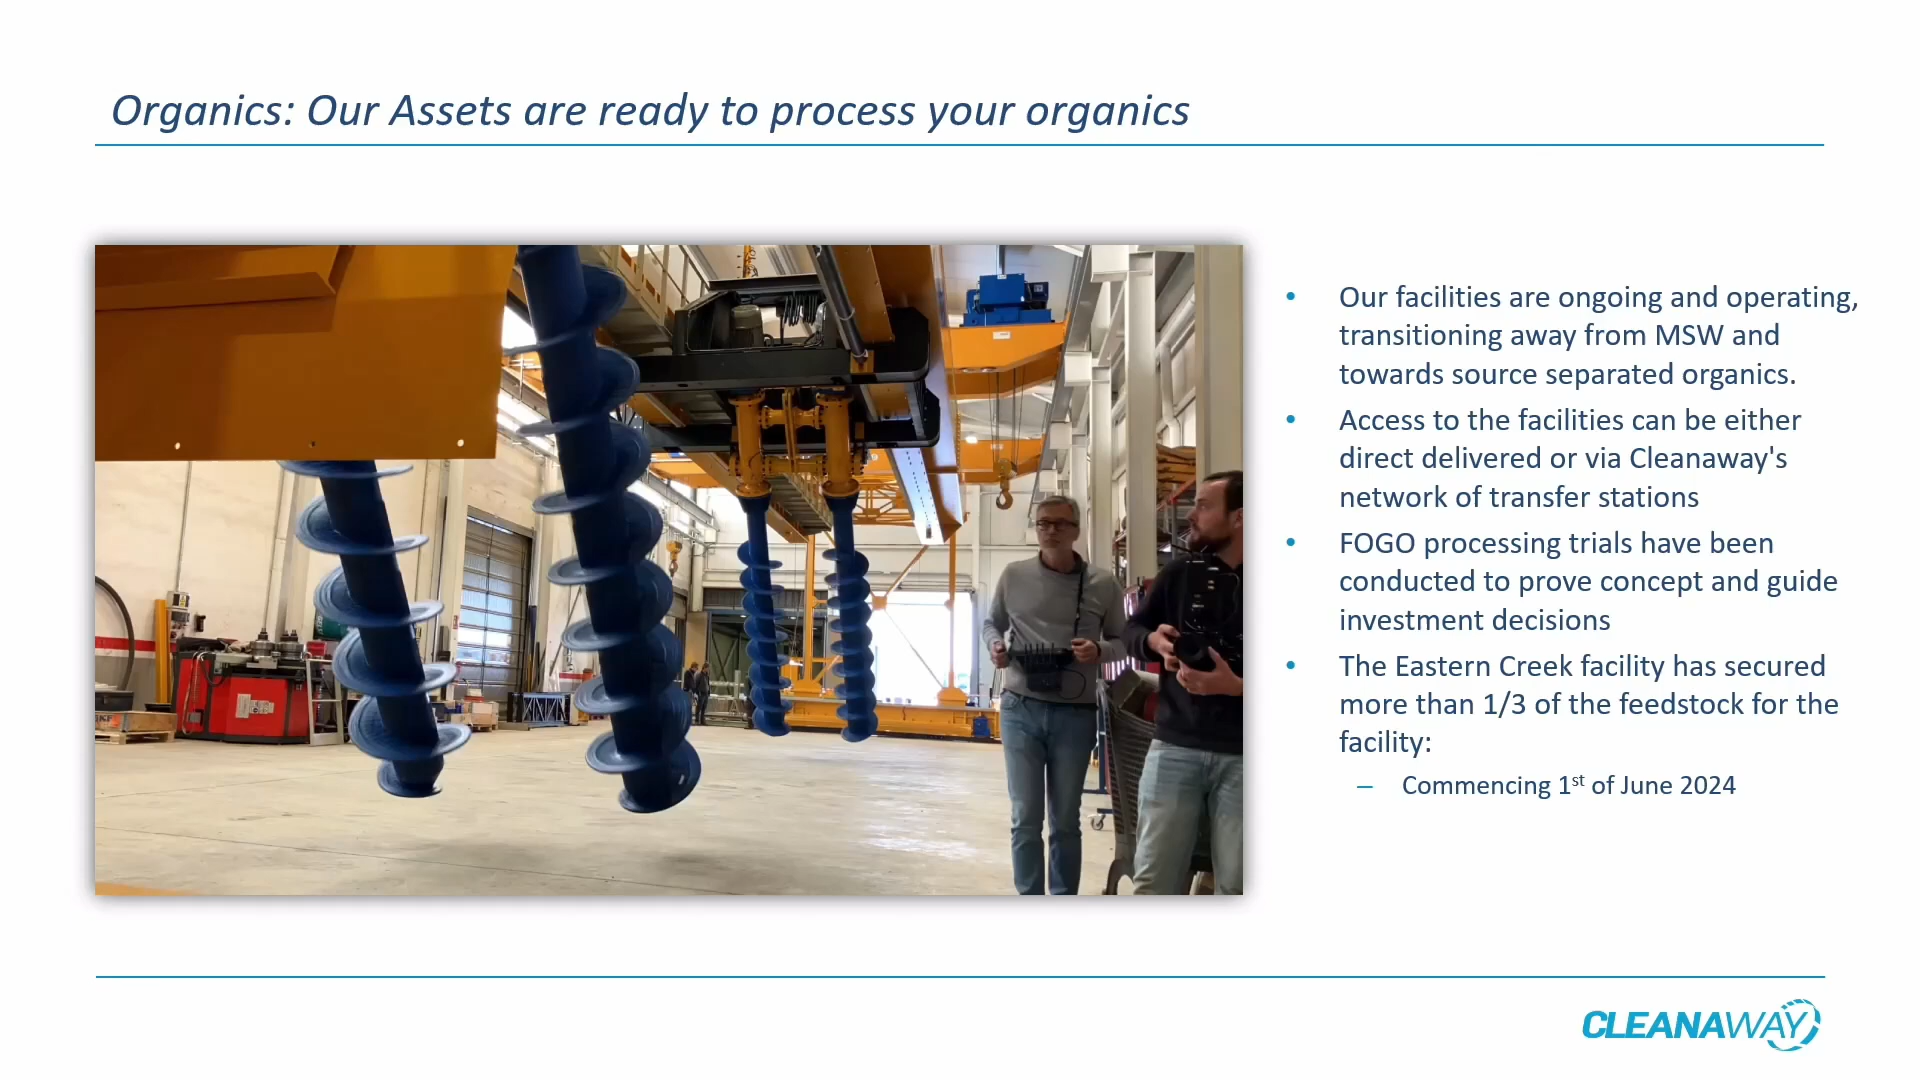 Organics: Our Assets are ready to process your organics
• Our facilities are ongoing and operating,
transitioning away from MSW and
towards source separated organics.
• Access to the facilities can be either
direct delivered or via Cleanaway's
network of transfer stations
• FOGO processing trials have been
conducted to prove concept and guide
investment decisions
• The Eastern Creek facility has secured
more than 1/3 of the feedstock for the
facility:
– Commencing 1st of June 2024
CLEANAWAY